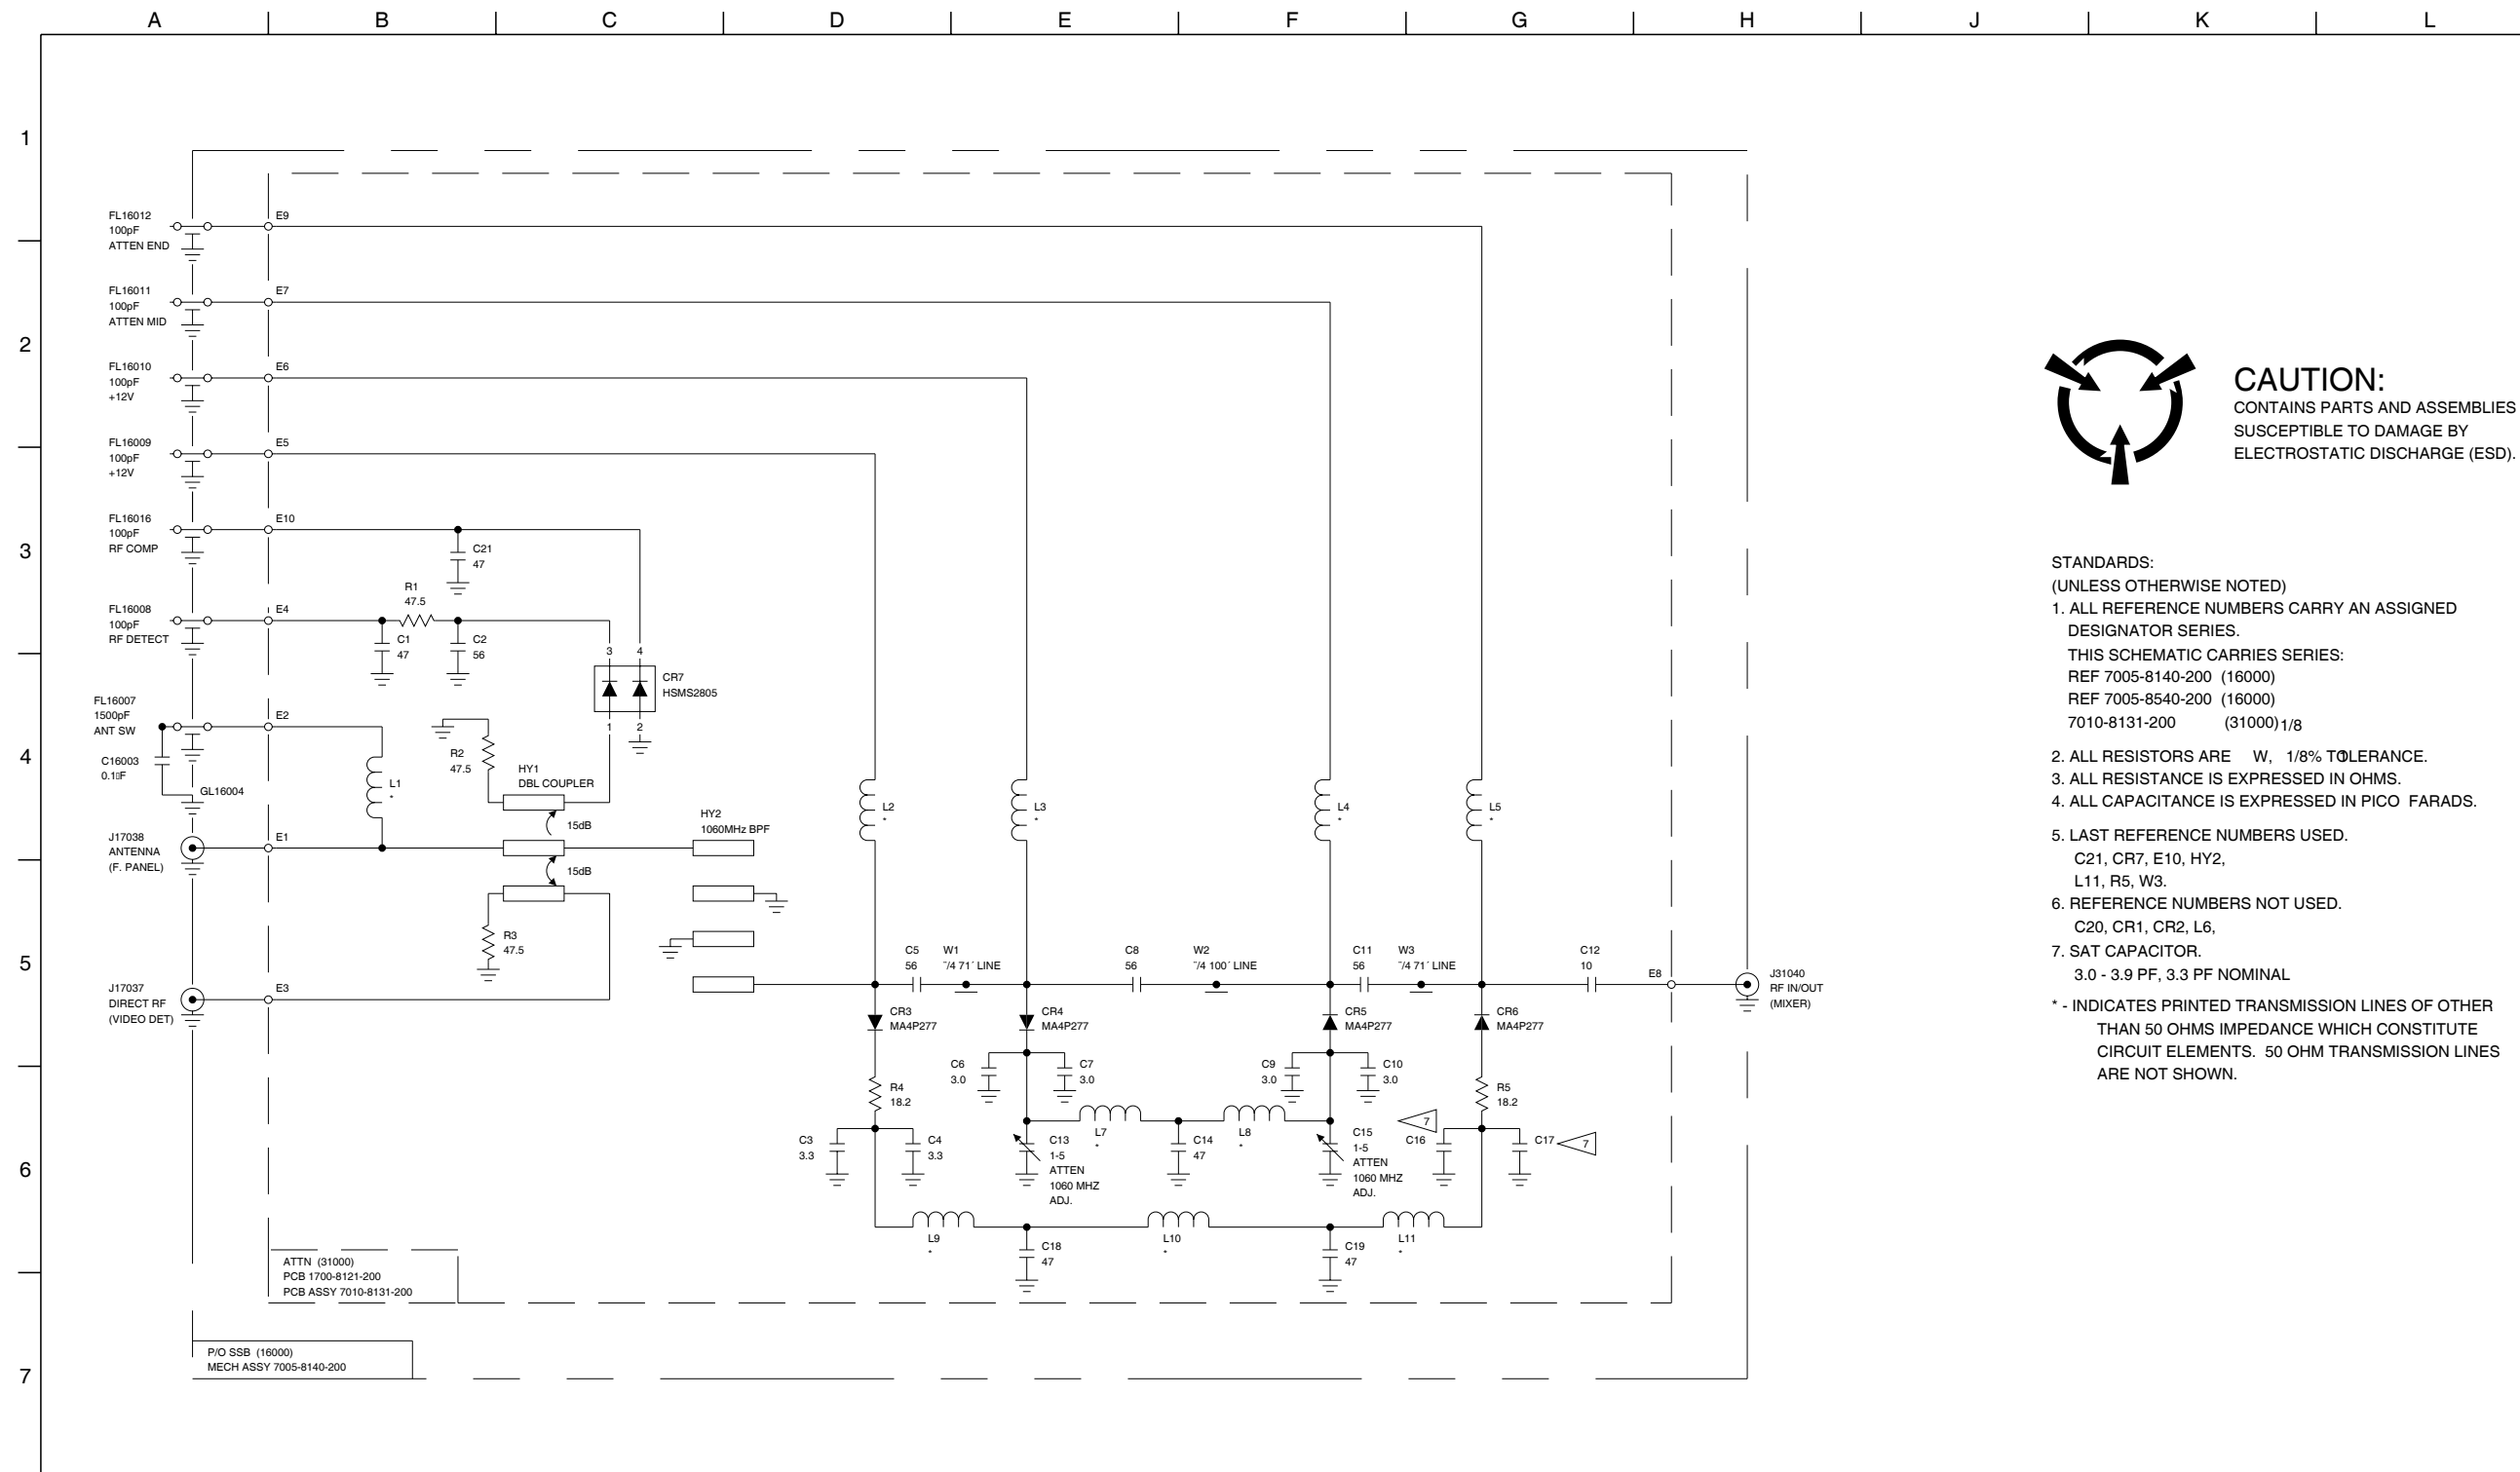 A B C D E F G H J K L
1
2
3
4
5
6
7
FL16012
100pF
ATTEN END
E9
FL16011
100pF
ATTEN MID
E7
FL16010
100pF
+12V
E6
FL16009
100pF
+12V
E5
FL16016
100pF
RF COMP
E10
C21
47
R1
47.5
FL16008
100pF
RF DETECT
E4
C1
47
C2
56
3 4
CR7
HSMS2805
1 2
FL16007
1500pF
ANT SW
E2
C16003
GL16004
L1
*
R2
47.5
HY1
DBL COUPLER
15dB
15dB
HY2
1060MHz BPF
J17038
ANTENNA
(F. PANEL)
E1
R3
47.5
J17037
DIRECT RF
(VIDEO DET)
E3
L2
*
L3
*
L4
*
L5
*
C5
56
W1
¨/4 71´ LINE
C8
56
W2
¨/4 100´ LINE
C11
56
W3
¨/4 71´ LINE
C12
10
E8
J31040
RF IN/OUT
(MIXER)
CR3
MA4P277
CR4
MA4P277
CR5
MA4P277
CR6
MA4P277
C6
3.0
C7
3.0
C9
3.0
C10
3.0
R4
18.2
R5
18.2
C3
3.3
C4
3.3
C13
1-5
ATTEN
1060 MHZ
ADJ.
L7
*
C14
47
L8
*
C15
1-5
ATTEN
1060 MHZ
ADJ.
7
C16
C17
7
L9
*
C18
47
L10
*
C19
47
L11
*
ATTN (31000)
PCB 1700-8121-200
PCB ASSY 7010-8131-200
P/O SSB (16000)
MECH ASSY 7005-8140-200
CAUTION:
CONTAINS PARTS AND ASSEMBLIES
SUSCEPTIBLE TO DAMAGE BY
ELECTROSTATIC DISCHARGE (ESD).
STANDARDS:
(UNLESS OTHERWISE NOTED)
1. ALL REFERENCE NUMBERS CARRY AN ASSIGNED
DESIGNATOR SERIES.
THIS SCHEMATIC CARRIES SERIES:
REF 7005-8140-200 (16000)
REF 7005-8540-200 (16000)
7010-8131-200 (31000) 1/8
2. ALL RESISTORS ARE W, 1/8% TOLERANCE.
3. ALL RESISTANCE IS EXPRESSED IN OHMS.
4. ALL CAPACITANCE IS EXPRESSED IN PICO FARADS.
5. LAST REFERENCE NUMBERS USED.
C21, CR7, E10, HY2,
L11, R5, W3.
6. REFERENCE NUMBERS NOT USED.
C20, CR1, CR2, L6,
7. SAT CAPACITOR.
3.0 - 3.9 PF, 3.3 PF NOMINAL
* - INDICATES PRINTED TRANSMISSION LINES OF OTHER
THAN 50 OHMS IMPEDANCE WHICH CONSTITUTE
CIRCUIT ELEMENTS. 50 OHM TRANSMISSION LINES
ARE NOT SHOWN.